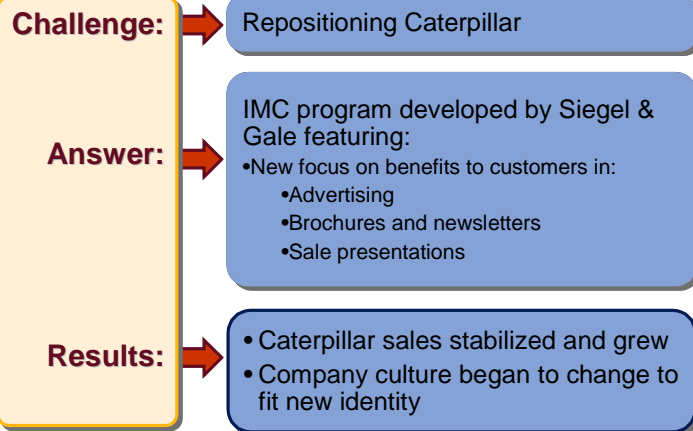 Challenge:
Repositioning Caterpillar
Answer:
IMC program developed by Siegel &
Gale featuring:
•New focus on benefits to customers in:
•Advertising
•Brochures and newsletters
•Sale presentations
Results:
• Caterpillar sales stabilized and grew
• Company culture began to change to
fit new identity